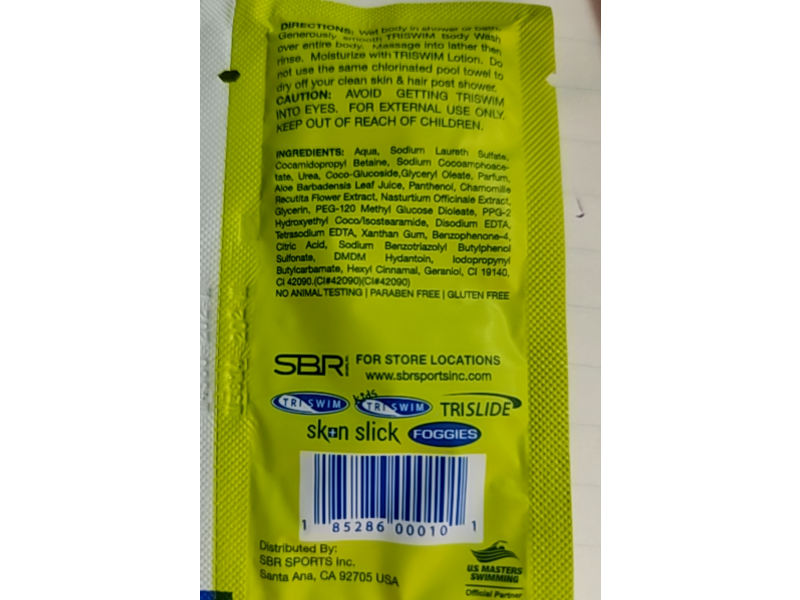 DIRECTIONS: Wet body in shower or bath.
Generously smooth TRISWIM Body Wash
over entire body. Massage into lather then
rinse. Moisturize with TRISWIM Lotion. Do
not use the same chlorinated pool towel to
dry off your clean skin & hair post shower.
CAUTION: AVOID GETTING TRISWIM
INTO EYES. FOR EXTERNAL USE ONLY.
KEEP OUT OF REACH OF CHILDREN.
INGREDIENTS: Aqua, Sodium Laureth Sulfate,
Cocamidopropyl Betaine, Sodium Cocoamphoace-
tate, Urea, Coco-Glucoside,Glyceryl Oleate, Parfum,
Aloe Barbadensis Leaf Juice, Panthenol, Chamomille
Recutita Flower Extract, Nasturtium Officinale Extract,
Glycerin, PEG-120 Methyl Glucose Dioleate, PPG-2
Hydroxyethyl Coco/Isostearamide, Disodium EDTA,
Tetrasodium EDTA, Xanthan Gum, Benzophenone-4,
Citric Acid, Sodium Benzotriazolyl Butylphenol
Sulfonate, DMDM Hydantoin, Iodopropynyl
Butylcarbamate, Hexyl Cinnamal, Geraniol, CI 19140,
CI 42090.(CI#42090)(CI#42090)
NO ANIMAL TESTING | PARABEN FREE | GLUTEN FREE
SBR FOR STORE LOCATIONS
www.sbrsportsinc.com
TRISWIM kids TRISWIM TRISLIDE
skin slick FOGGIES
1 85286 00010 1
Distributed By:
SBR SPORTS Inc.
Santa Ana, CA 92705 USA
U.S. MASTERS
SWIMMING
Official Partner